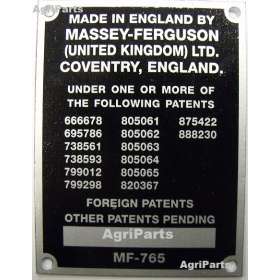 MADE IN ENGLAND BY
MASSEY-FERGUSON
(UNITED KINGDOM) LTD.
COVENTRY, ENGLAND.
UNDER ONE OR MORE OF
THE FOLLOWING PATENTS
666678 805061 875422
695786 805062 888230
738561 805063
738593 805064
799012 805065
799298 820367
FOREIGN PATENTS
OTHER PATENTS PENDING
AgriParts
MF-765
AgriParts